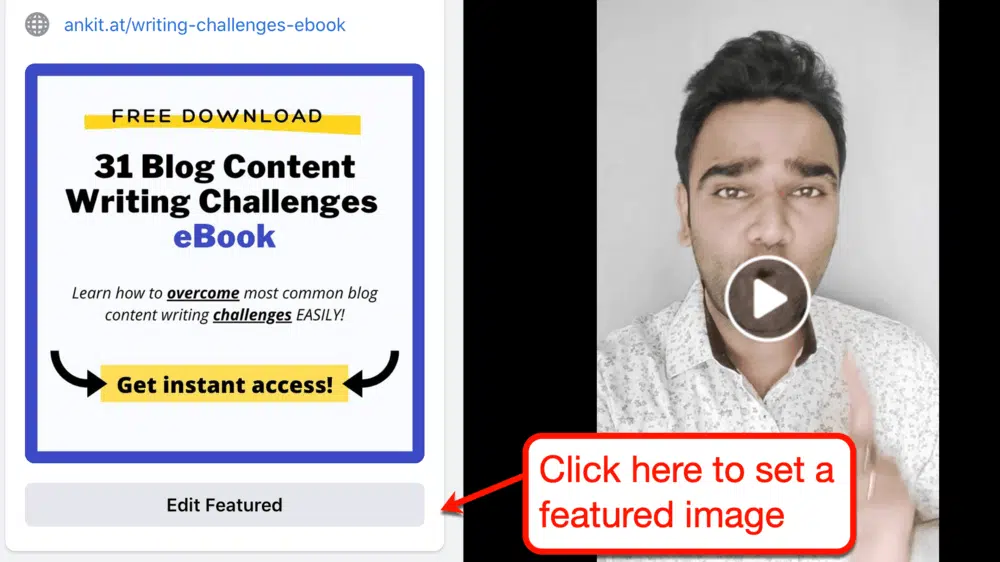 ankit.at/writing-challenges-ebook
FREE DOWNLOAD
31 Blog Content
Writing Challenges
eBook
Learn how to overcome most common blog
content writing challenges EASILY!
Get instant access!
Edit Featured
Click here to set a
featured image